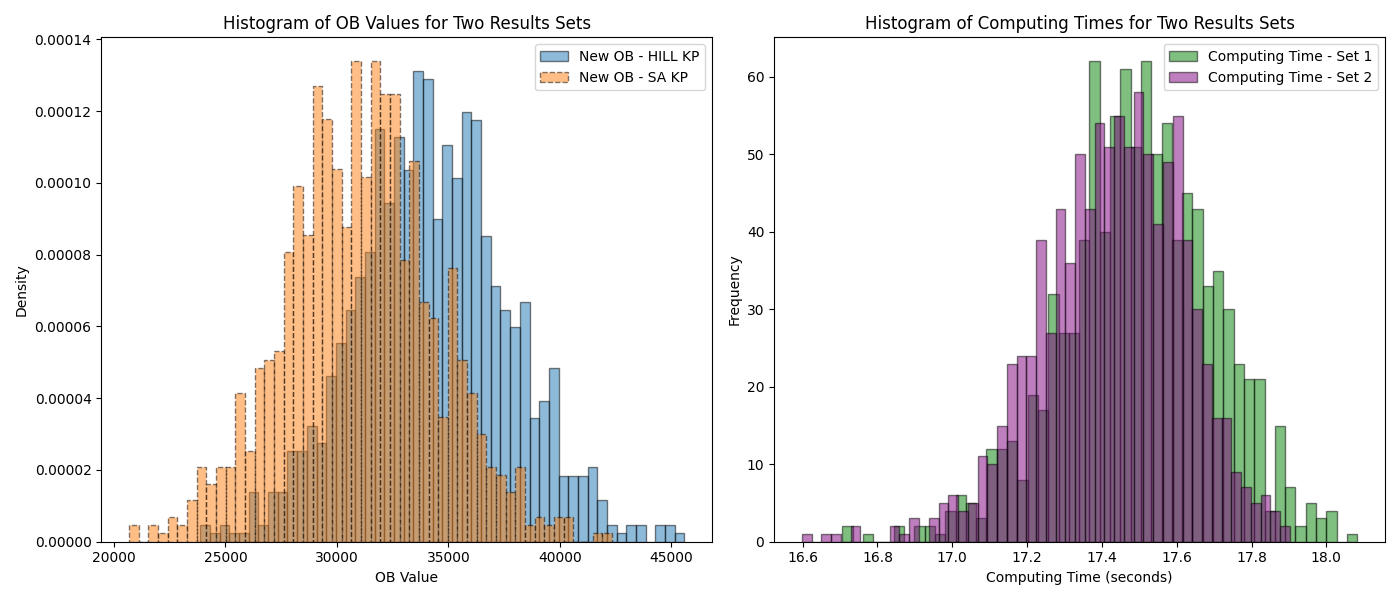 Histogram of OB Values for Two Results Sets
New OB - HILL KP
New OB - SA KP
Density
0.00014
0.00012
0.00010
0.00008
0.00006
0.00004
0.00002
0.00000
20000 25000 30000 35000 40000 45000
OB Value
Histogram of Computing Times for Two Results Sets
Computing Time - Set 1
Computing Time - Set 2
Frequency
60
50
40
30
20
10
0
16.6 16.8 17.0 17.2 17.4 17.6 17.8 18.0
Computing Time (seconds)